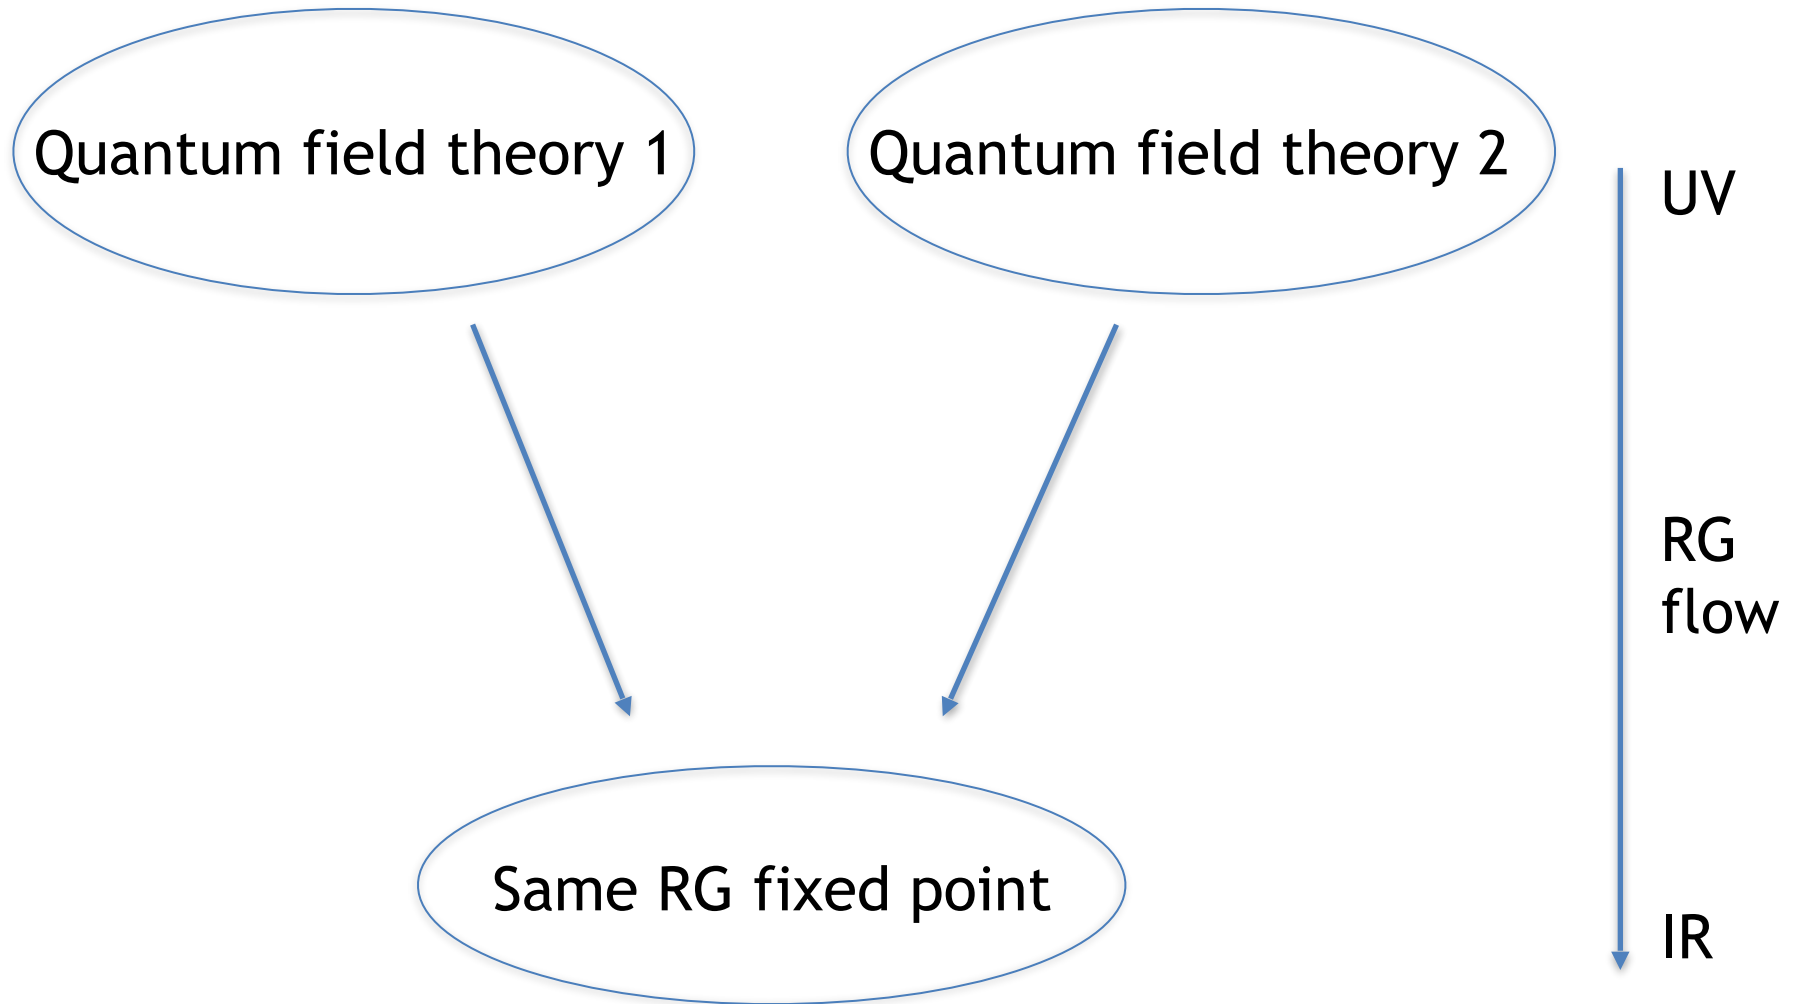 Quantum field theory 1
Quantum field theory 2
UV
RG
flow
Same RG fixed point
IR